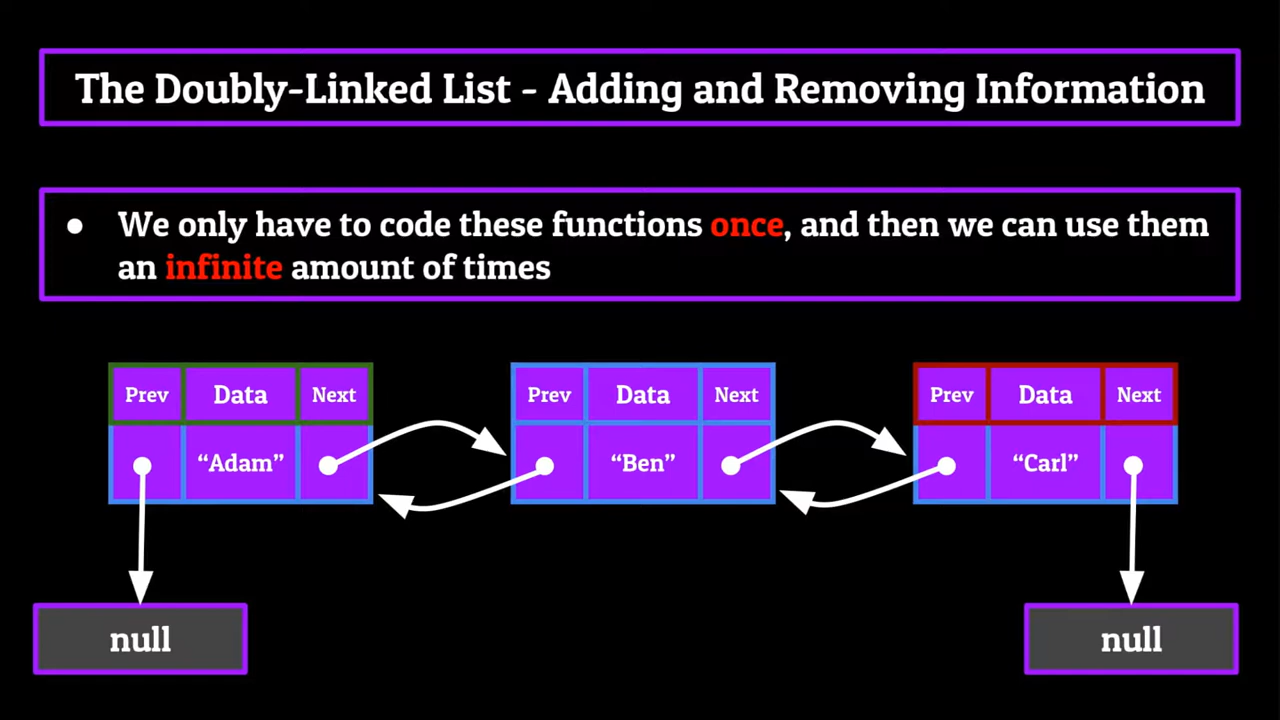 The Doubly-Linked List - Adding and Removing Information
● We only have to code these functions once, and then we can use them
an infinite amount of times
Prev Data Next
Prev Data Next
Prev Data Next
“Adam”
“Ben”
“Carl”
null
null